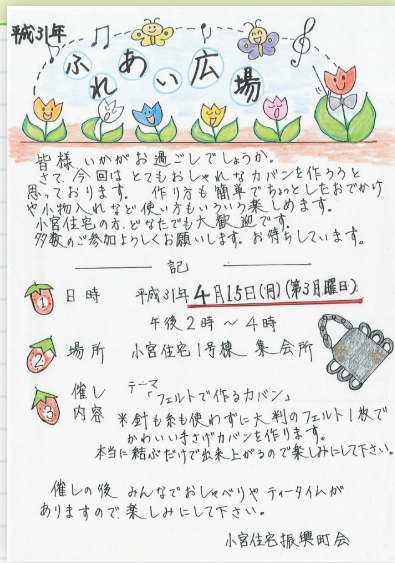 平成31年
ふれあい広場
皆様、いかがお過ごしでしょうか。
さて、今回はとてもおしゃれなカバンを作ろうと
思っております。作り方も簡単でちょっとしたおでかけ
や小物入れなど使い方もいろいろ楽しめます。
小宮住宅の方、どなたでも大歓迎です。
多数のご参加よろしくお願いします。お待ちしています。
記
1 日時 平成31年4月15日(月)(第3月曜日)
午後2時～4時
2 場所 小宮住宅1号棟 集会所
3 催し内容 テーマ「フェルトで作るカバン」
※針も糸も使わずに大判のフェルト1枚で
かわいい手さげカバンを作ります。
本当に結ぶだけで出来上がるので楽しみにして下さい。
催しの後 みんなでおしゃべりやティータイムが
ありますので、楽しみにして下さい。
小宮住宅振興町会